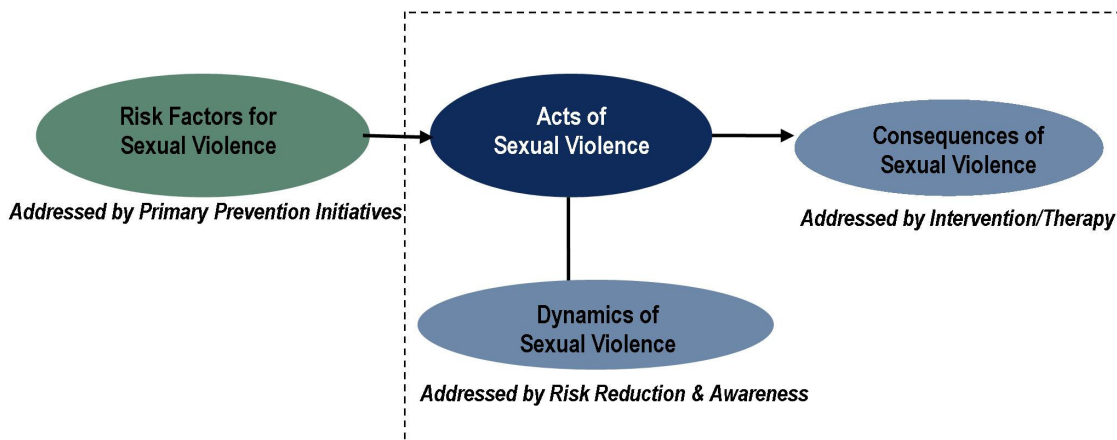 Risk Factors for
Sexual Violence
Addressed by Primary Prevention Initiatives
Acts of
Sexual Violence
Consequences of
Sexual Violence
Addressed by Intervention/Therapy
Dynamics of
Sexual Violence
Addressed by Risk Reduction & Awareness